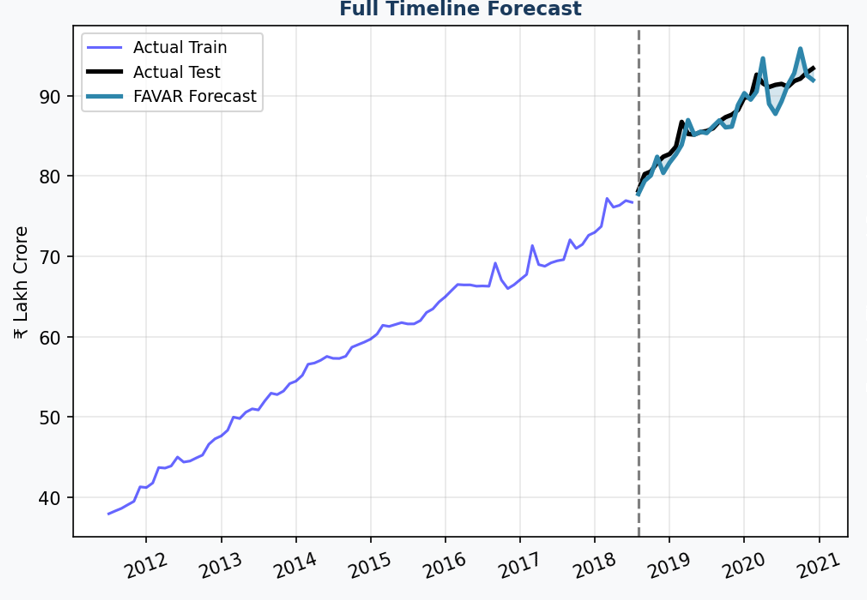 Full Timeline Forecast
Actual Train
Actual Test
FAVAR Forecast
₹ Lakh Crore
90
80
70
60
50
40
2012 2013 2014 2015 2016 2017 2018 2019 2020 2021